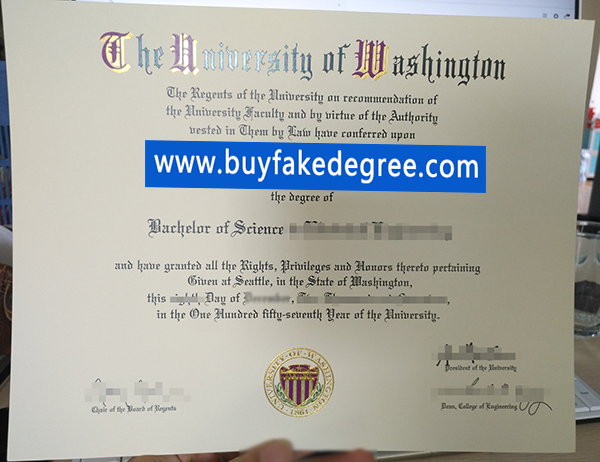 The University of Washington
The Regents of the University on recommendation of
the University Faculty and by virtue of the Authority
vested in Them by Law have conferred upon
www.buyfakedegree.com
the degree of
Bachelor of Science
and have granted all the Rights, Privileges and Honors thereto pertaining
Given at Seattle, in the State of Washington,
this Day of
in the One Hundred fifty-seventh Year of the University.
President of the University
UNIVERSITY·OF·WASHINGTON
1861
Chair of the Board of Regents
Dean, College of Engineering